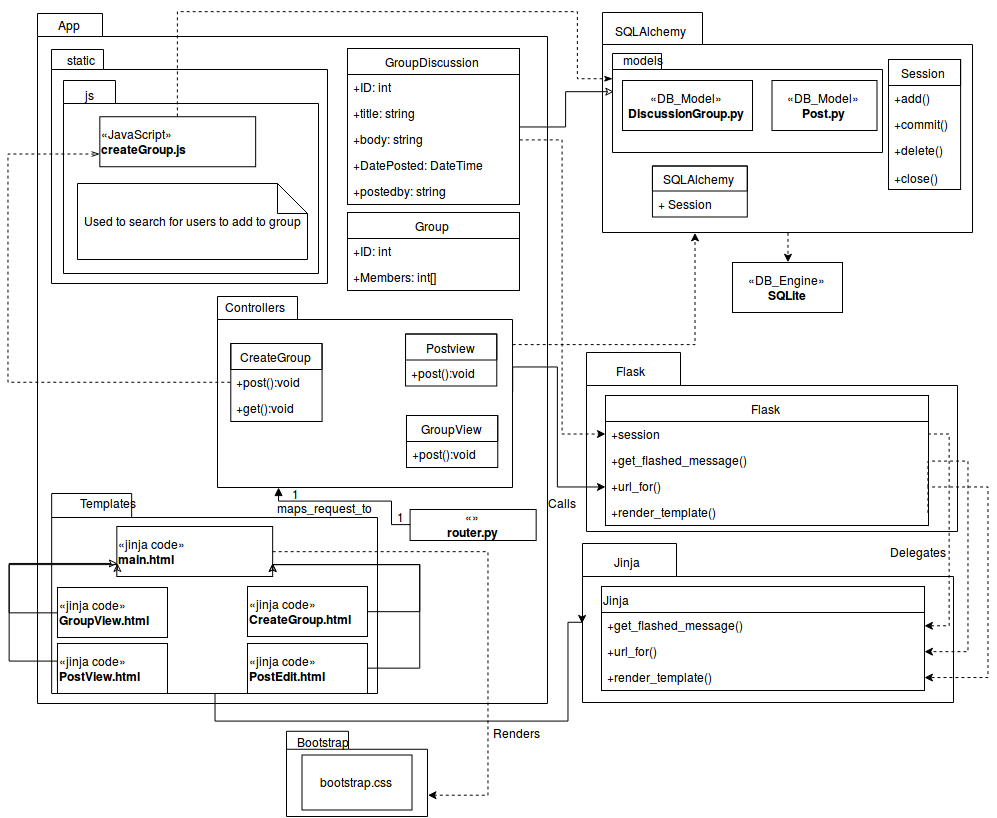 App
static
js
«JavaScript»
createGroup.js
Used to search for users to add to group
GroupDiscussion
+ID: int
+title: string
+body: string
+DatePosted: DateTime
+postedby: string
Group
+ID: int
+Members: int[]
Controllers
CreateGroup
+post():void
+get():void
Postview
+post():void
GroupView
+post():void
1
maps_request_to
1
«»
router.py
Templates
«jinja code»
main.html
«jinja code»
GroupView.html
«jinja code»
CreateGroup.html
«jinja code»
PostView.html
«jinja code»
PostEdit.html
SQLAlchemy
models
«DB_Model»
DiscussionGroup.py
«DB_Model»
Post.py
Session
+add()
+commit()
+delete()
+close()
SQLAlchemy
+ Session
«DB_Engine»
SQLite
Flask
Flask
+session
+get_flashed_message()
+url_for()
+render_template()
Calls
Delegates
Jinja
Jinja
+get_flashed_message()
+url_for()
+render_template()
Renders
Bootstrap
bootstrap.css